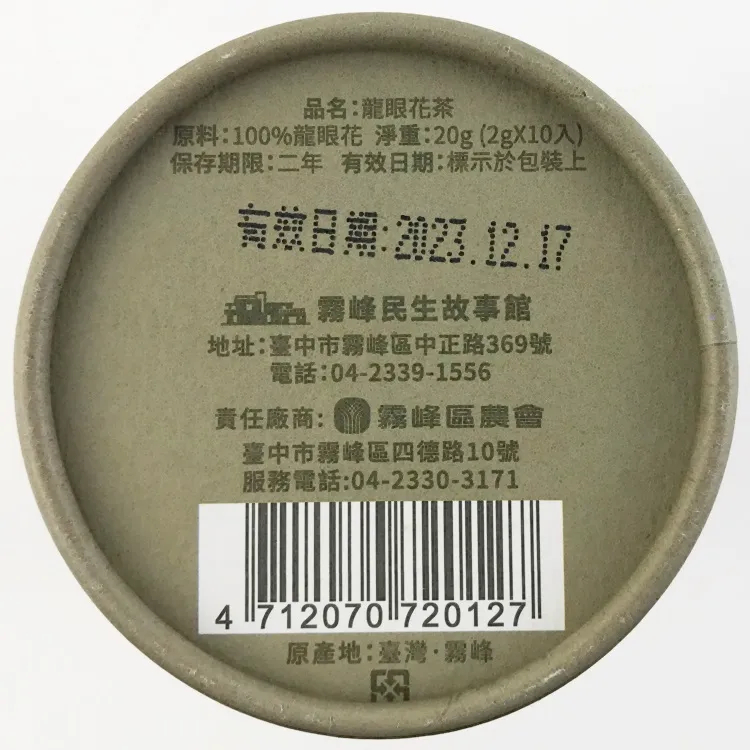 品名:龍眼花茶
原料:100%龍眼花 淨重:20g (2gX10入)
保存期限:二年 有效日期:標示於包裝上
有效日期:2023.12.17
霧峰民生故事館
地址:臺中市霧峰區中正路369號
電話:04-2339-1556
責任廠商: 霧峰區農會
臺中市霧峰區四德路10號
服務電話:04-2330-3171
4 712070 720127
原產地:臺灣·霧峰